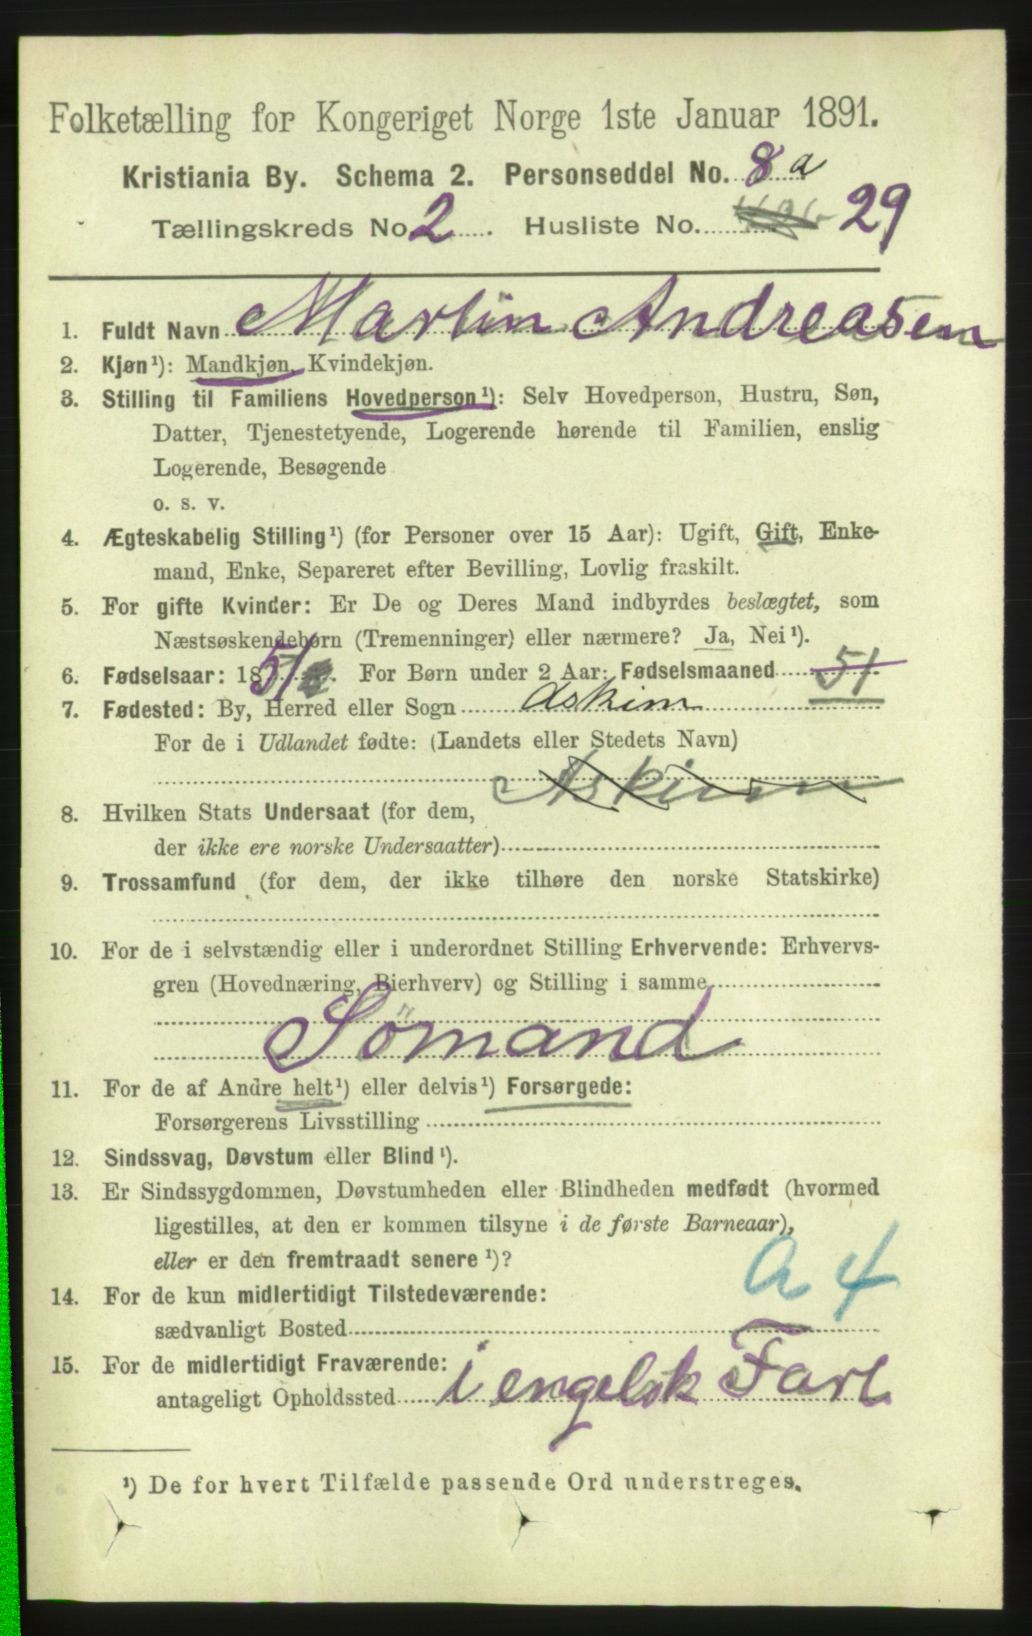 Folketælling for Kongeriget Norge 1ste Januar 1891.
Kristiania By. Schema 2. Personseddel No. 8 a
Tællingskreds No. 2. Husliste No. 29
1. Fuldt Navn Martin Andreasen
2. Kjøn¹): Mandkjøn, Kvindekjøn.
3. Stilling til Familiens Hovedperson¹): Selv Hovedperson, Hustru, Søn,
Datter, Tjenestetyende, Logerende hørende til Familien, enslig
Logerende, Besøgende
o. s. v.
4. Ægteskabelig Stilling¹) (for Personer over 15 Aar): Ugift, Gift, Enke-
mand, Enke, Separeret efter Bevilling, Lovlig fraskilt.
5. For gifte Kvinder: Er De og Deres Mand indbyrdes beslægtet, som
Næstsøskendebørn (Tremenninger) eller nærmere? Ja, Nei¹).
6. Fødselsaar: 1851. For Børn under 2 Aar: Fødselsmaaned 51
7. Fødested: By, Herred eller Sogn Askim
For de i Udlandet fødte: (Landets eller Stedets Navn)
Askim
8. Hvilken Stats Undersaat (for dem,
der ikke ere norske Undersaatter)
9. Trossamfund (for dem, der ikke tilhøre den norske Statskirke)
10. For de i selvstændig eller i underordnet Stilling Erhvervende: Erhvervs-
gren (Hovednæring, Bierhverv) og Stilling i samme
Sømand
11. For de af Andre helt¹) eller delvis¹) Forsørgede:
Forsørgerens Livsstilling
12. Sindssvag, Døvstum eller Blind¹).
13. Er Sindssygdommen, Døvstumheden eller Blindheden medfødt (hvormed
ligestilles, at den er kommen tilsyne i de første Barneaar),
eller er den fremtraadt senere¹)?
a 4
14. For de kun midlertidigt Tilstedeværende:
sædvanligt Bosted
15. For de midlertidigt Fraværende:
antageligt Opholdssted i engelsk Fart
¹) De for hvert Tilfælde passende Ord understreges.